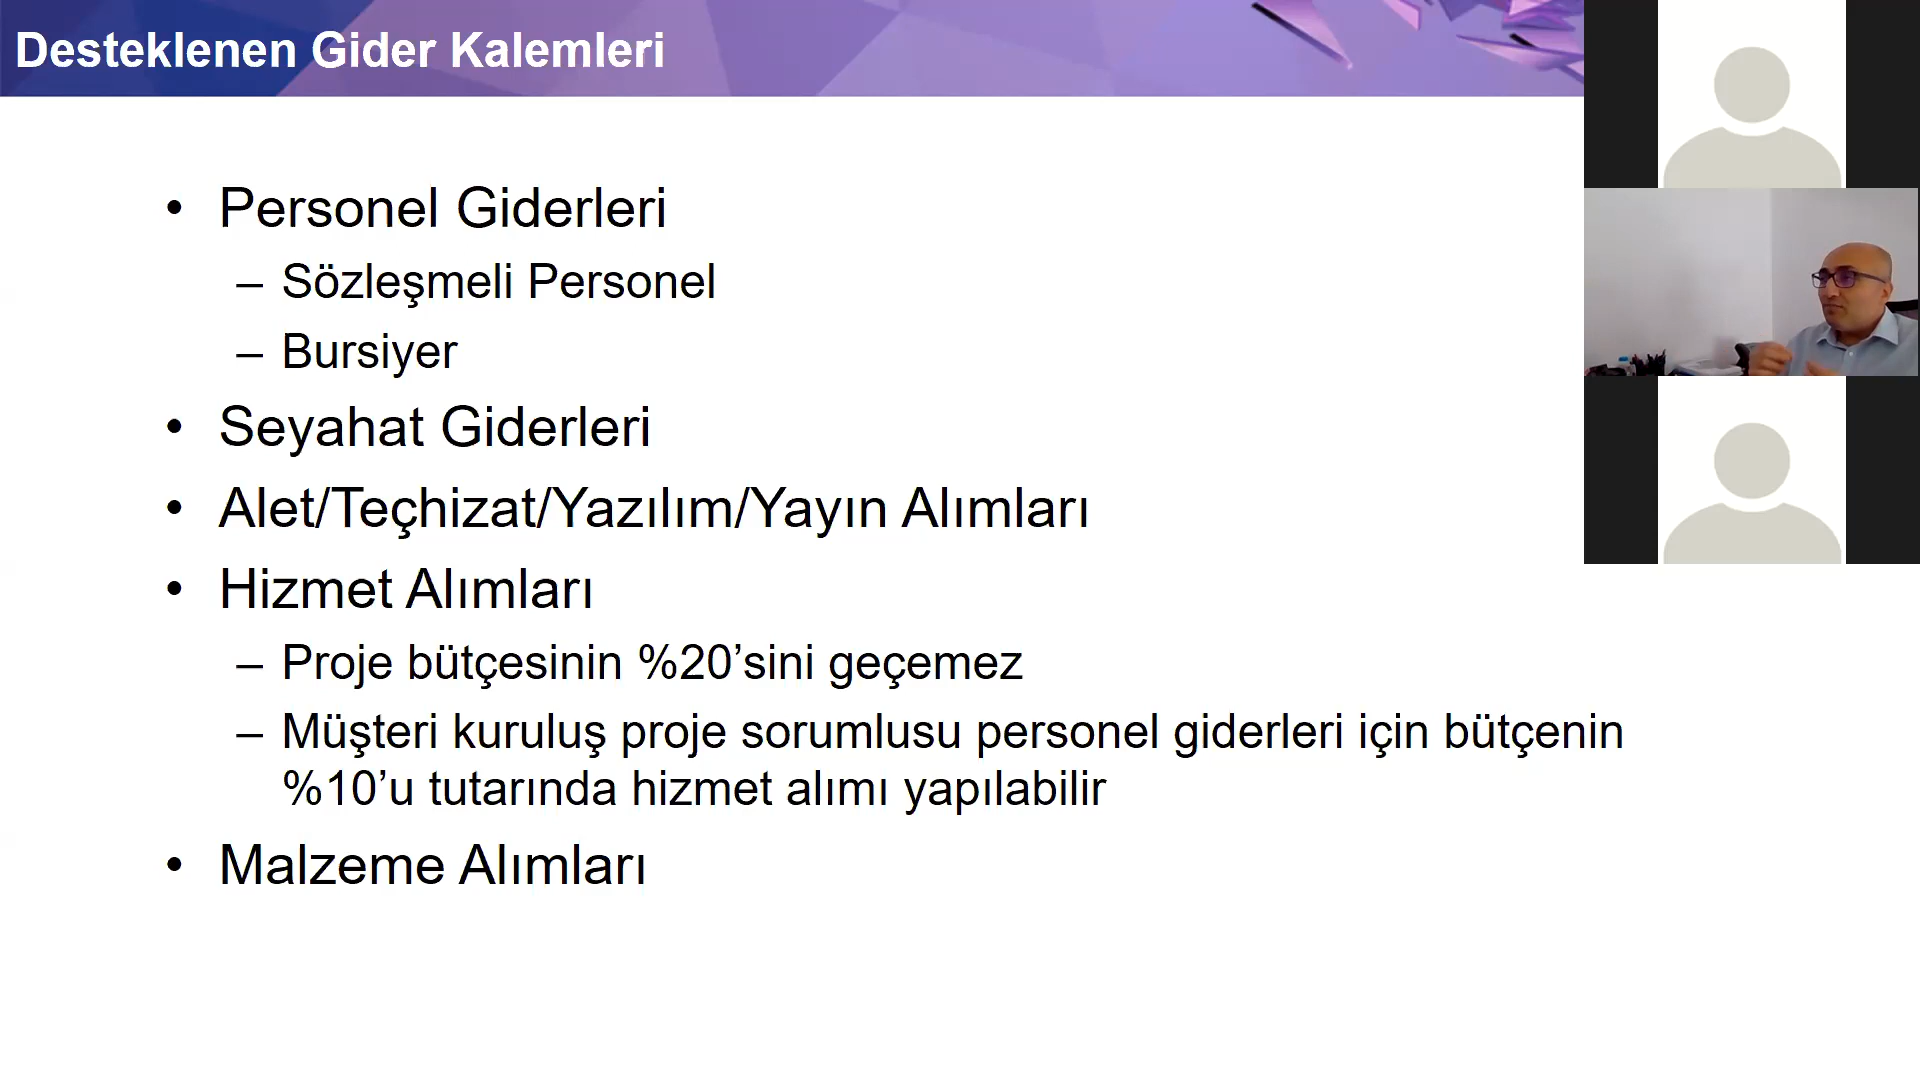 Desteklenen Gider Kalemleri
• Personel Giderleri
– Sözleşmeli Personel
– Bursiyer
• Seyahat Giderleri
• Alet/Teçhizat/Yazılım/Yayın Alımları
• Hizmet Alımları
– Proje bütçesinin %20’sini geçemez
– Müşteri kuruluş proje sorumlusu personel giderleri için bütçenin
%10’u tutarında hizmet alımı yapılabilir
• Malzeme Alımları